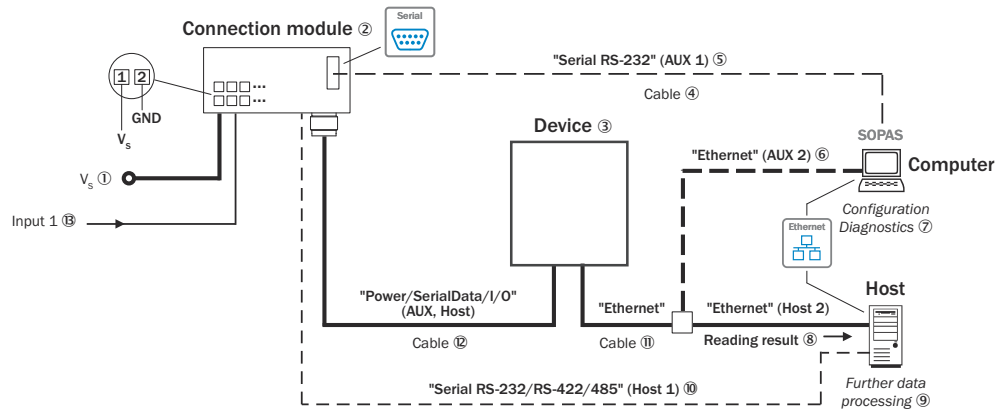 Serial
Connection module ②
"Serial RS-232" (AUX 1) ⑤
1 2
...
...
Cable ④
GND
Vs
Device ③
SOPAS
"Ethernet" (AUX 2) ⑥
Computer
Vs ①
Configuration
Diagnostics ⑦
Input 1 ⑬
Ethernet
Host
"Power/SerialData/I/O"
(AUX, Host)
"Ethernet"
"Ethernet" (Host 2)
Cable ⑫
Cable ⑪
Reading result ⑧
"Serial RS-232/RS-422/485" (Host 1) ⑩
Further data
processing ⑨